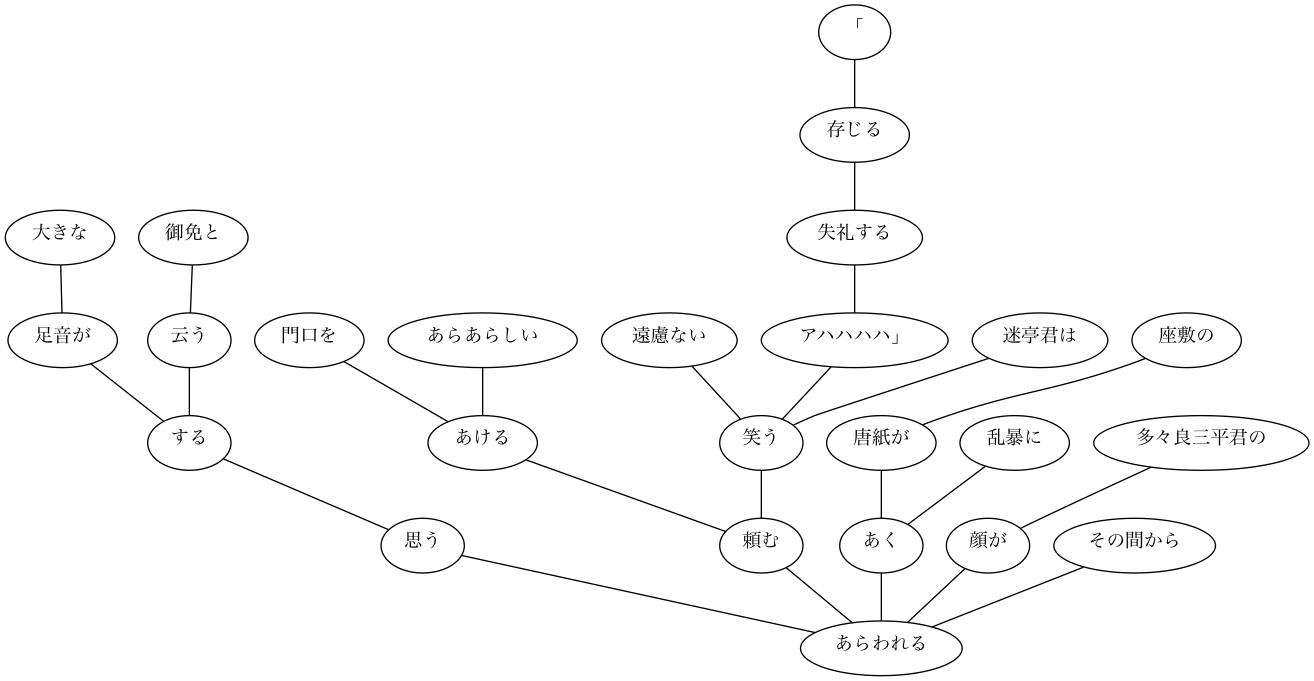 「
存じる
大きな
御免と
失礼する
足音が
云う
門口を
あらあらしい
遠慮ない
アハハハハ」
迷亭君は
座敷の
する
あける
笑う
唐紙が
乱暴に
多々良三平君の
思う
頼む
あく
顔が
その間から
あらわれる